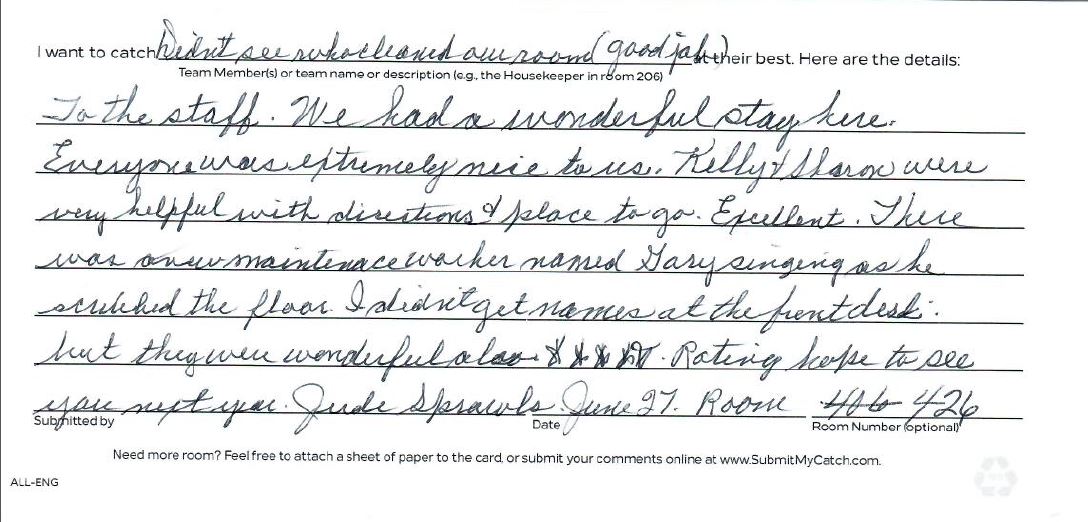 I want to catch Didn't see who cleaned our room (good job) at their best. Here are the details:
Team Member(s) or team name or description (e.g., the Housekeeper in room 206)
To the staff. We had a wonderful stay here.
Everyone was extremely nice to us. Kelly & Sharon were
very helpful with directions & place to go. Excellent. There
was a new maintenace worker named Gary singing as he
scrubbed the floor. I didn't get names at the front desk.
but they were wonderful also. Rating hope to see
you next year. Jude Sprawls. June 27. Room 406 426
Submitted by Date Room Number (optional)
Need more room? Feel free to attach a sheet of paper to the card, or submit your comments online at www.SubmitMyCatch.com.
ALL-ENG